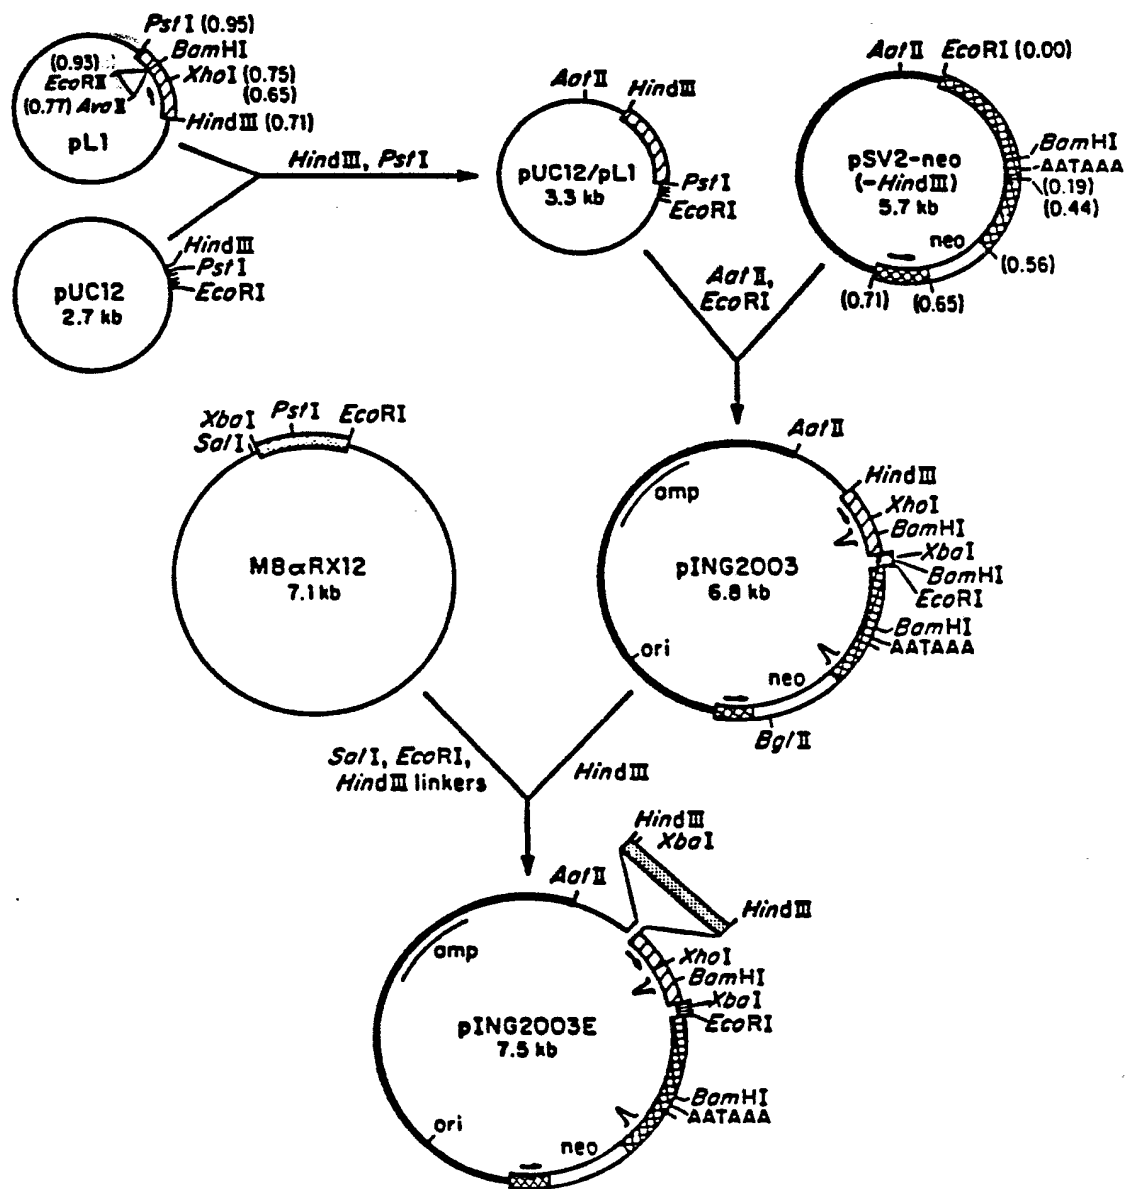 PstI (0.95)
BamHI
(0.93)
EcoRII
XhoI (0.75)
(0.65)
(0.77) AvaII
HindIII (0.71)
pL1
HindIII, PstI
pUC12
2.7 kb
HindIII
PstI
EcoRI
AatII
HindIII
pUC12/pL1
3.3 kb
PstI
EcoRI
AatII
EcoRI (0.00)
pSV2-neo
(-HindIII)
5.7 kb
BamHI
AATAAA
(0.19)
(0.44)
neo
(0.56)
(0.71)
(0.65)
AatII,
EcoRI
XbaI
SalI
PstI
EcoRI
M8αRX12
7.1 kb
AatII
amp
HindIII
XhoI
BamHI
XbaI
BamHI
EcoRI
pING2003
6.8 kb
BamHI
AATAAA
ori
neo
BglII
SalI, EcoRI,
HindIII linkers
HindIII
HindIII
XbaI
AatII
HindIII
amp
XhoI
BamHI
XbaI
EcoRI
pING2003E
7.5 kb
BamHI
AATAAA
ori
neo